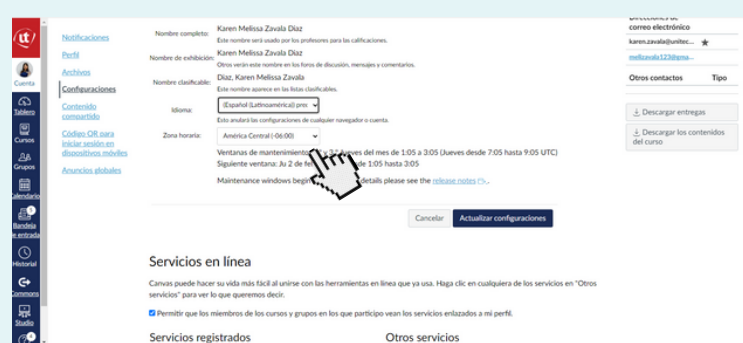 ut
Cuenta
Tablero
Cursos
Grupos
Calendario
1
Bandeja
de entrada
Historial
Commons
Studio
Notificaciones
Perfil
Archivos
Configuraciones
Contenido
compartido
Código QR para
iniciar sesión en
dispositivos móviles
Anuncios globales
Nombre completo: Karen Melissa Zavala Díaz
Este nombre será usado por los profesores para las calificaciones.
Nombre de exhibición: Karen Melissa Zavala Díaz
Otros verán este nombre en los foros de discusión, mensajes y comentarios.
Nombre clasificable: Díaz, Karen Melissa Zavala
Este nombre aparece en las listas clasificables.
Idioma: (Español (Latinoamérica)) pres
Esto anulará las configuraciones de cualquier navegador o cuenta.
Zona horaria: América Central (-06:00)
Ventanas de mantenimiento: y 3.° Jueves del mes de 1:05 a 3:05 (Jueves desde 7:05 hasta 9:05 UTC)
Siguiente ventana: Ju 2 de fe de 1:05 hasta 3:05
Maintenance windows begin details please see the release notes
Cancelar Actualizar configuraciones
Servicios en línea
Canvas puede hacer su vida más fácil al unirse con las herramientas en línea que ya usa. Haga clic en cualquiera de los servicios en "Otros
servicios" para ver lo que queremos decir.
Permitir que los miembros de los cursos y grupos en los que participo vean los servicios enlazados a mi perfil.
Servicios registrados Otros servicios
Direcciones de
correo electrónico
karen.zavala@unitec...
melizavala123@gma...
Otros contactos Tipo
Descargar entregas
Descargar los contenidos
del curso